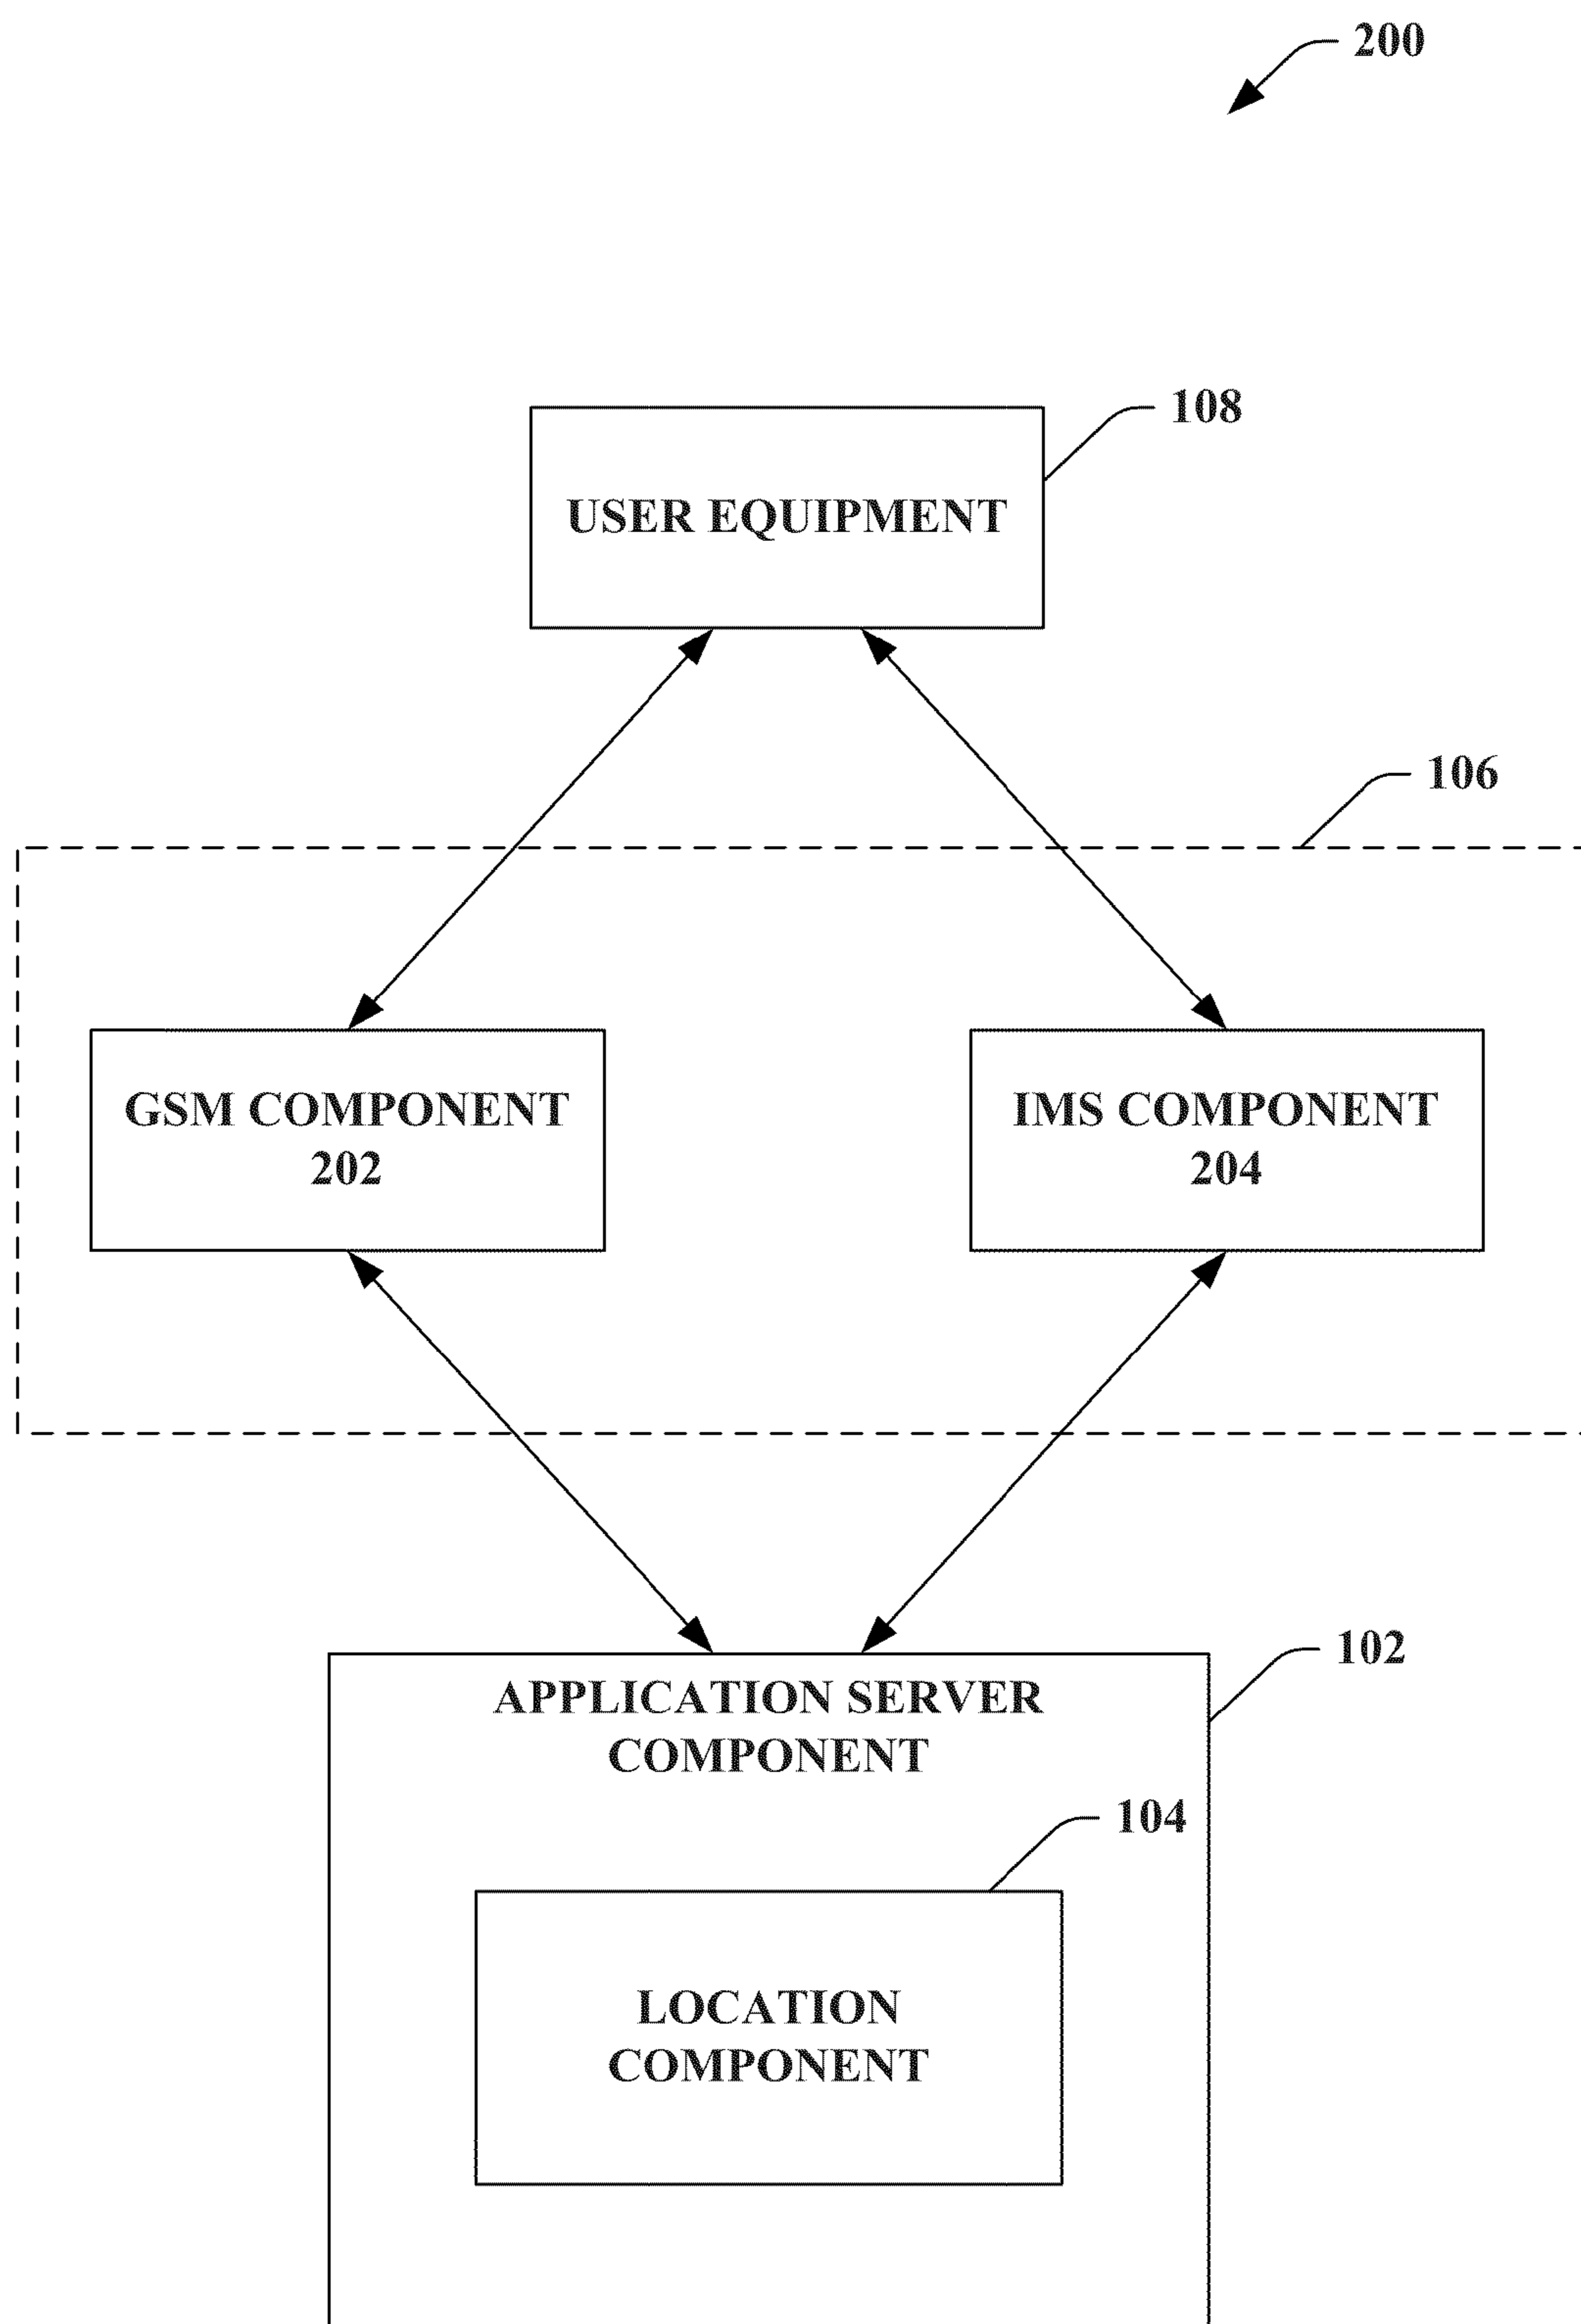 200
108
USER EQUIPMENT
106
GSM COMPONENT
202
IMS COMPONENT
204
102
APPLICATION SERVER
COMPONENT
104
LOCATION
COMPONENT